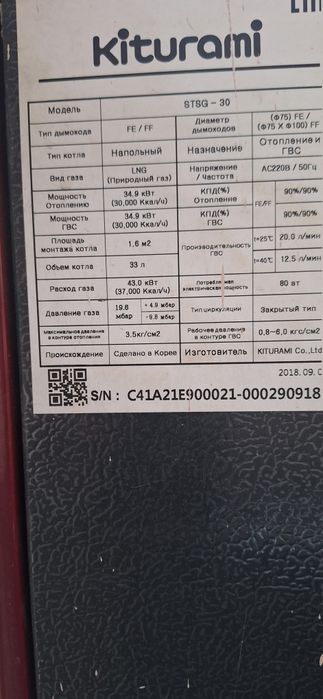 Kiturami
Модель STSG - 30 Диаметр дымоходов (Ф75) FE / (Ф75 X Ф100) FF
Тип дымохода FE / FF
Тип котла Напольный Назначение Отопление и ГВС
Вид газа LNG (Природный газ) Напряжение / Частота AC220В / 50Гц
Мощность Отоплению 34.9 кВт (30,000 Ккал/ч) КПД(%) Отопление FE/FF 90%/90%
Мощность ГВС 34.9 кВт (30,000 Ккал/ч) КПД(%) ГВС 90%/90%
Площадь монтажа котла 1.6 м2 Производительность ГВС t=25℃ 20.0 л/мин
Объем котла 33 л t=40℃ 12.5 л/мин
Расход газа 43.0 кВт (37,000 Ккал/ч) Потребляемая электрическая мощность 80 вт
Давление газа 19.6 мбар - 4.9 мбар - 9.8 мбар Тип циркуляции Закрытый тип
Максимальное давление в контуре отопления 3.5кг/см2 Рабочее давление в контуре ГВС 0,8~6,0 кгс/см2
Происхождение Сделано в Корее Изготовитель KITURAMI Co.,Ltd
2018.09.
S/N : C41A21E900021-000290918